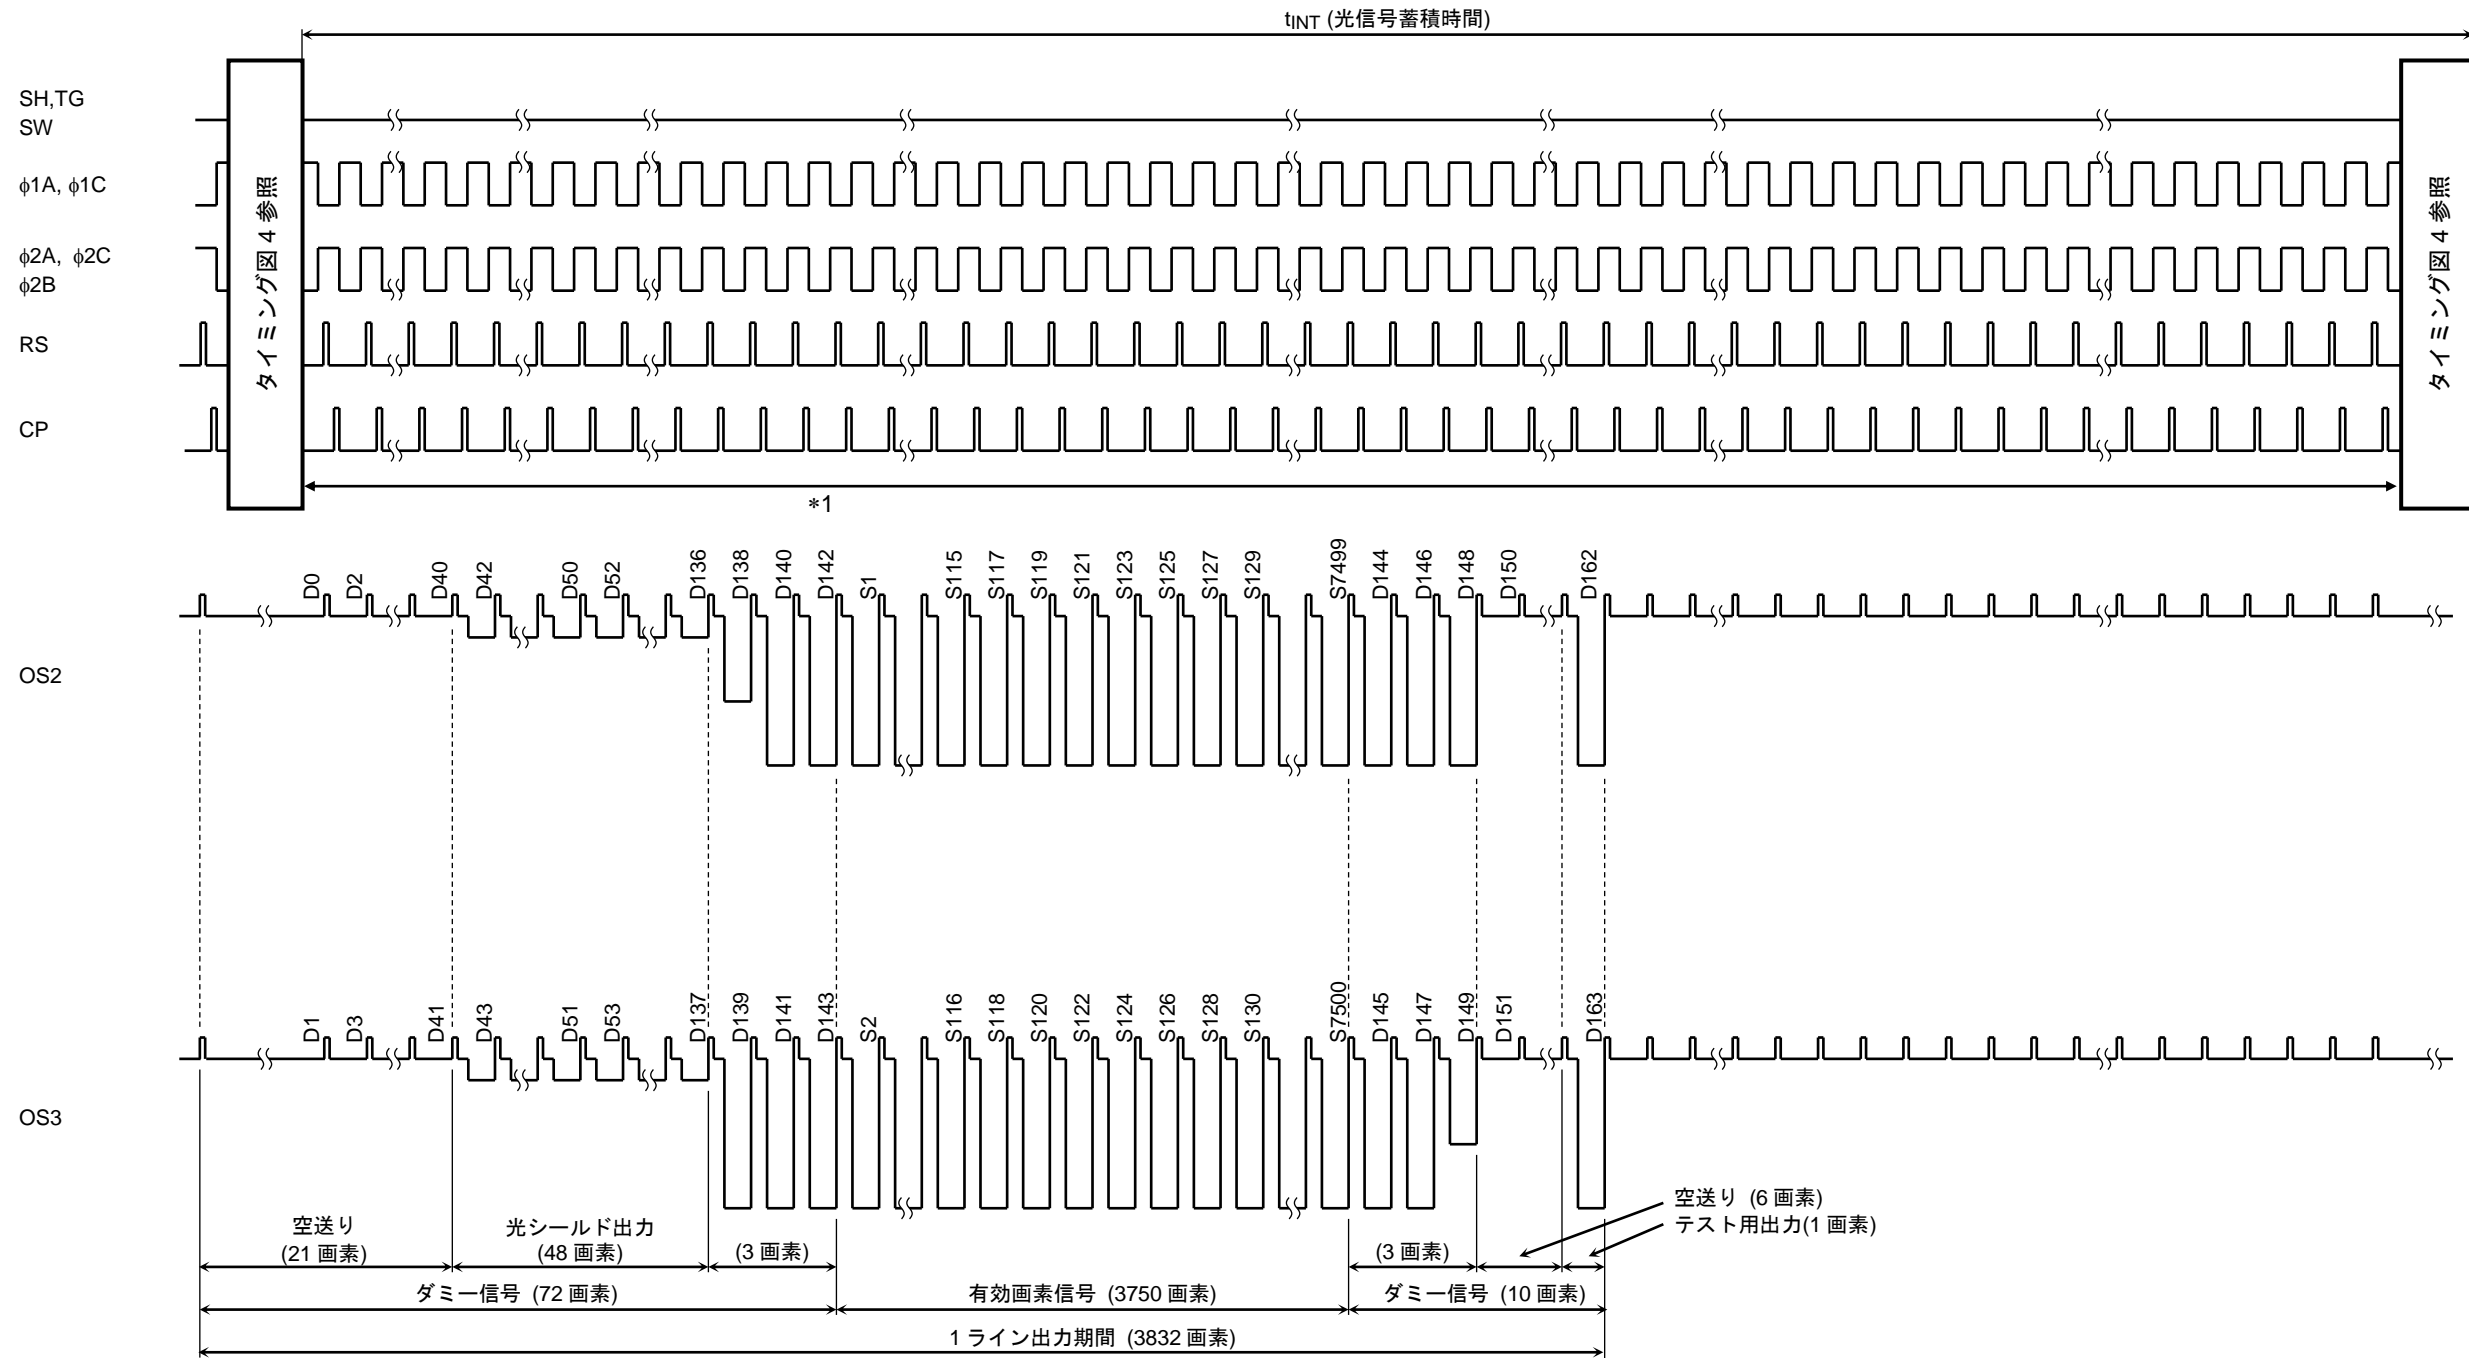 tINT (光信号蓄積時間)
SH,TG
SW
ϕ1A, ϕ1C
ϕ2A, ϕ2C
ϕ2B
RS
CP
タイミング図 4 参照
タイミング図 4 参照
*1
D0 D2 D40 D42 D50 D52 D136 D138 D140 D142 S1 S115 S117 S119 S121 S123 S125 S127 S129 S7499 D144 D146 D148 D150 D162
OS2
D1 D3 D41 D43 D51 D53 D137 D139 D141 D143 S2 S116 S118 S120 S122 S124 S126 S128 S130 S7500 D145 D147 D149 D151 D163
OS3
空送り
(21 画素)
光シールド出力
(48 画素)
(3 画素)
(3 画素)
空送り (6 画素)
テスト用出力(1 画素)
ダミー信号 (72 画素)
有効画素信号 (3750 画素)
ダミー信号 (10 画素)
1 ライン出力期間 (3832 画素)